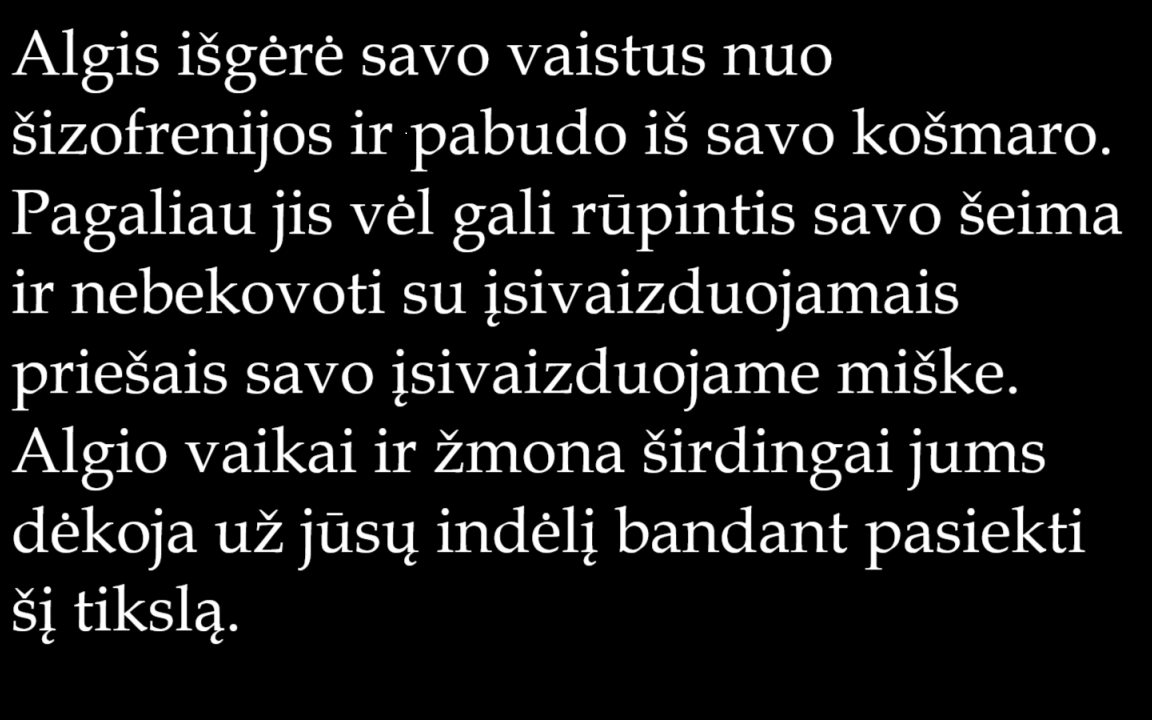 Algis išgėrė savo vaistus nuo
šizofrenijos ir pabudo iš savo košmaro.
Pagaliau jis vėl gali rūpintis savo šeima
ir nebekovoti su įsivaizduojamais
priešais savo įsivaizduojame miške.
Algio vaikai ir žmona širdingai jums
dėkoja už jūsų indėlį bandant pasiekti
šį tikslą.